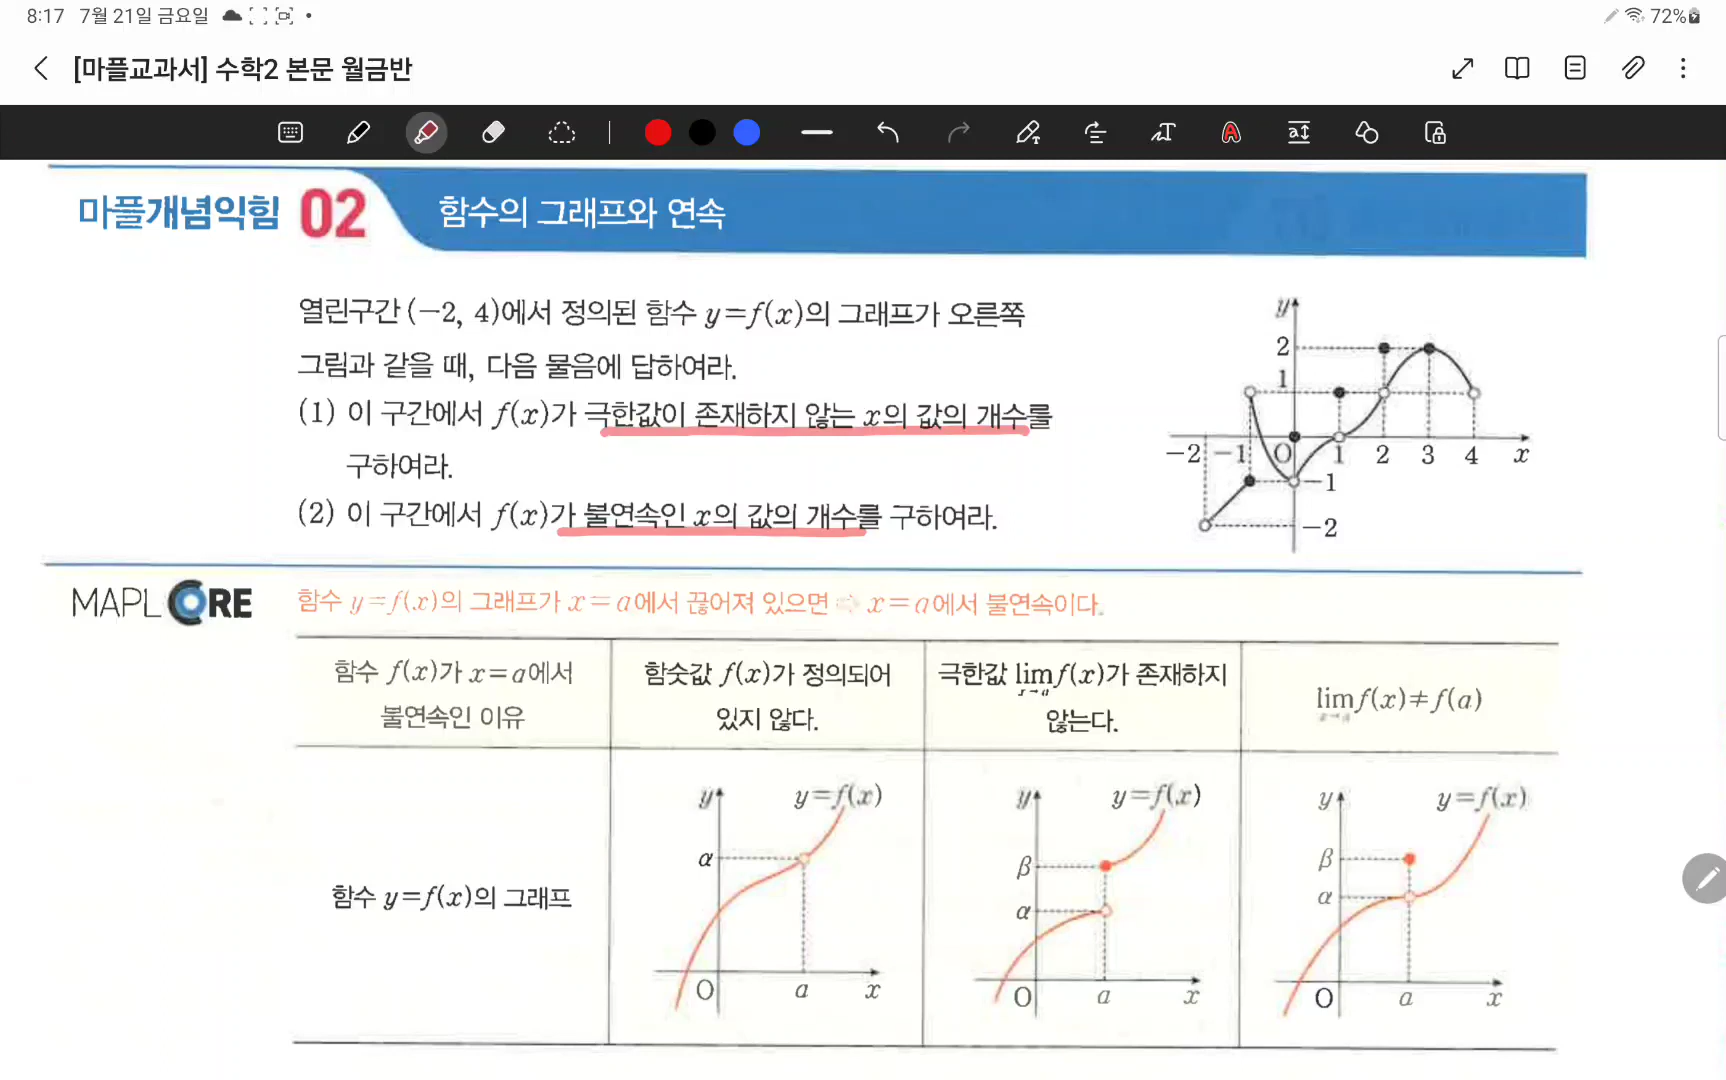 8:17 7월 21일 금요일
72%
[마플교과서] 수학2 본문 월금반
마플개념익힘 02 함수의 그래프와 연속
열린구간 (−2, 4)에서 정의된 함수 y=f(x)의 그래프가 오른쪽
그림과 같을 때, 다음 물음에 답하여라.
(1) 이 구간에서 f(x)가 극한값이 존재하지 않는 x의 값의 개수를
구하여라.
(2) 이 구간에서 f(x)가 불연속인 x의 값의 개수를 구하여라.
y
2
1
−2 −1 O 1 2 3 4 x
−1
−2
MAPL CORE 함수 y=f(x)의 그래프가 x=a에서 끊어져 있으면 ⇨ x=a에서 불연속이다.
함수 f(x)가 x=a에서
불연속인 이유
함숫값 f(x)가 정의되어
있지 않다.
극한값 lim f(x)가 존재하지
x→a
않는다.
lim f(x)≠f(a)
x→a
함수 y=f(x)의 그래프
y y=f(x)
α
O a x
y y=f(x)
β
α
O a x
y y=f(x)
β
α
O a x